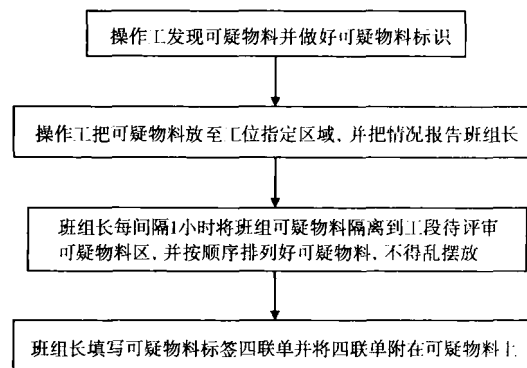 操作工发现可疑物料并做好可疑物料标识
操作工把可疑物料放至工位指定区域，并把情况报告班组长
班组长每间隔1小时将班组可疑物料隔离到工段待评审
可疑物料区，并按顺序排列好可疑物料，不得乱摆放
班组长填写可疑物料标签四联单并将四联单附在可疑物料上